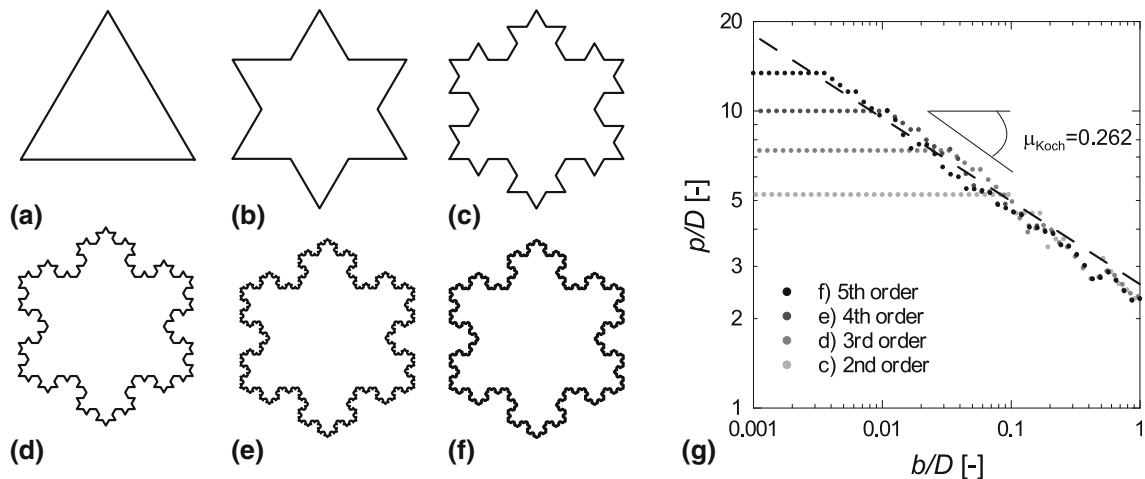 (a)
(b)
(c)
(d)
(e)
(f)
(g)
p/D [-]
20
10
5
3
2
1
μKoch=0.262
f) 5th order
e) 4th order
d) 3rd order
c) 2nd order
0.001
0.01
0.1
1
b/D [-]